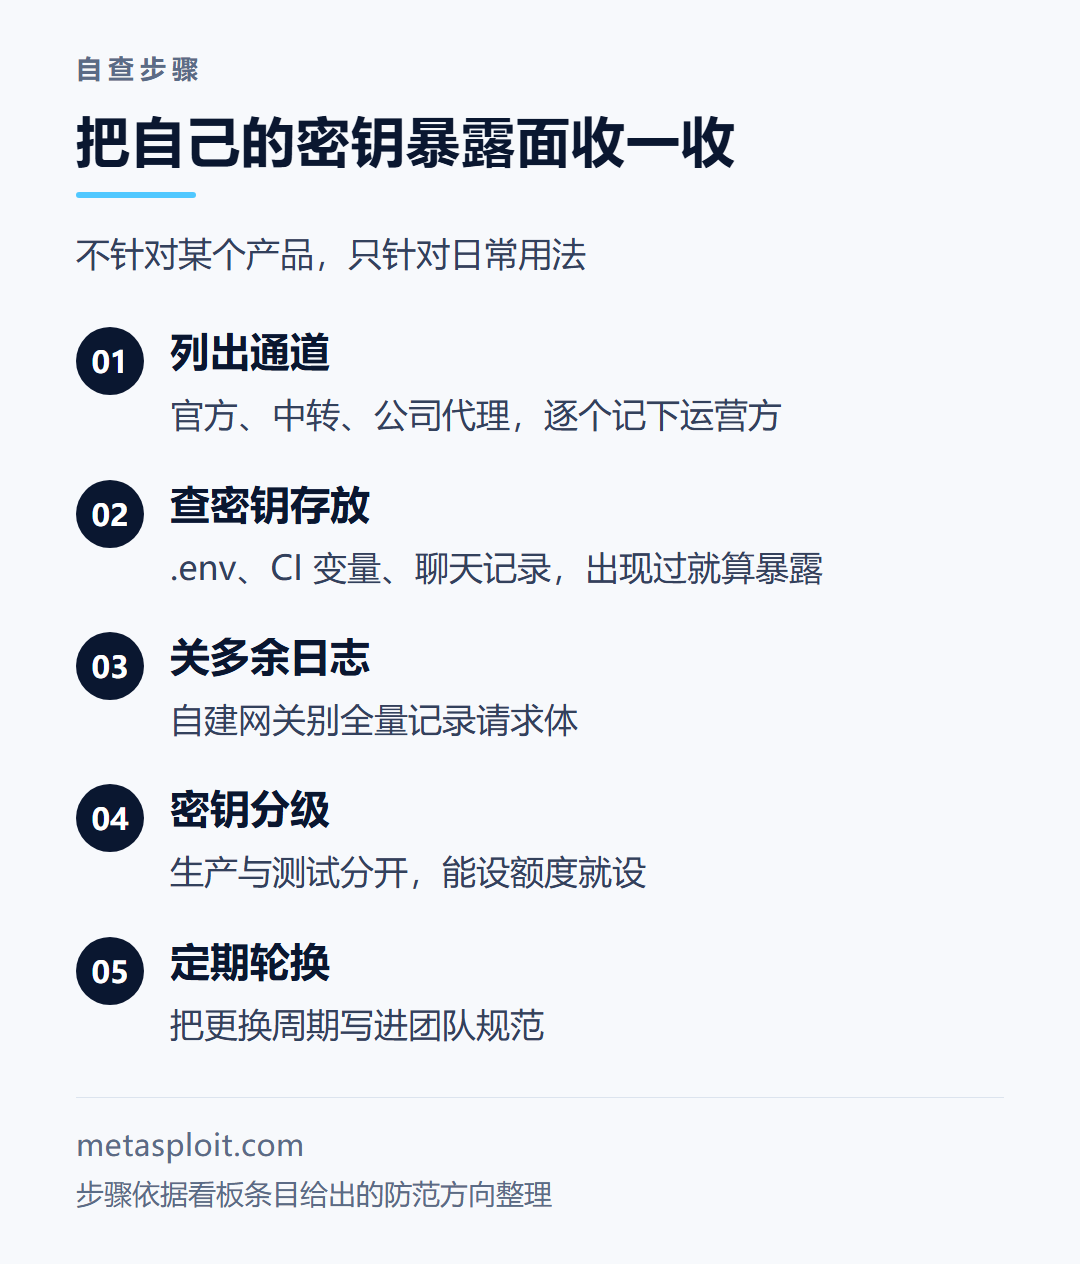 自查步骤
把自己的密钥暴露面收一收
不针对某个产品，只针对日常用法
01
列出通道
官方、中转、公司代理，逐个记下运营方
02
查密钥存放
.env、CI 变量、聊天记录，出现过就算暴露
03
关多余日志
自建网关别全量记录请求体
04
密钥分级
生产与测试分开，能设额度就设
05
定期轮换
把更换周期写进团队规范
metasploit.com
步骤依据看板条目给出的防范方向整理